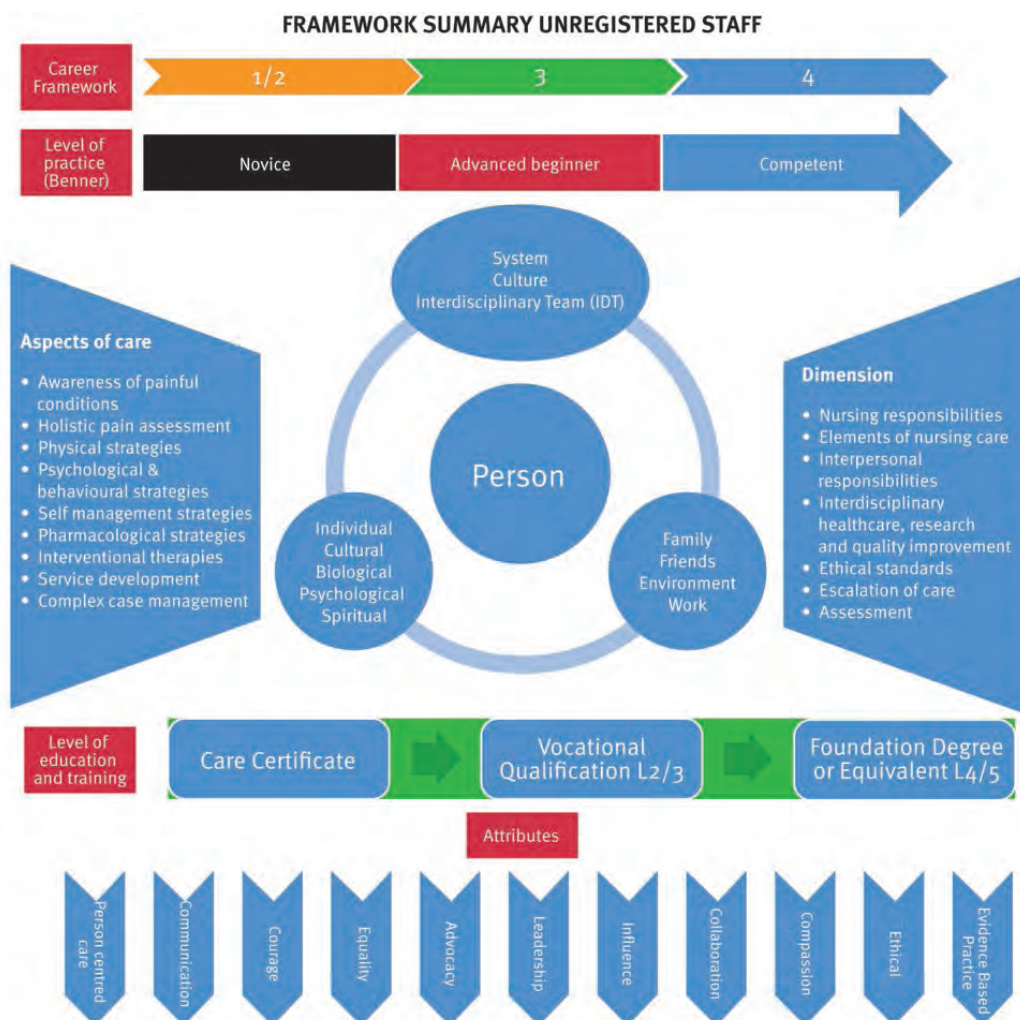 FRAMEWORK SUMMARY UNREGISTERED STAFF
Career
Framework
1/2
3
4
Level of
practice
(Benner)
Novice
Advanced beginner
Competent
System
Culture
Interdisciplinary Team (IDT)
Aspects of care
• Awareness of painful
conditions
• Holistic pain assessment
• Physical strategies
• Psychological &
behavioural strategies
• Self management strategies
• Pharmacological strategies
• Interventional therapies
• Service development
• Complex case management
Person
Individual
Cultural
Biological
Psychological
Spiritual
Family
Friends
Environment
Work
Dimension
• Nursing responsibilities
• Elements of nursing care
• Interpersonal
responsibilities
• Interdisciplinary
healthcare, research
and quality improvement
• Ethical standards
• Escalation of care
• Assessment
Level of
education
and training
Care Certificate
Vocational
Qualification L2/3
Foundation Degree
or Equivalent L4/5
Attributes
Person centred
care
Communication
Courage
Equality
Advocacy
Leadership
Influence
Collaboration
Compassion
Ethical
Evidence Based
Practice